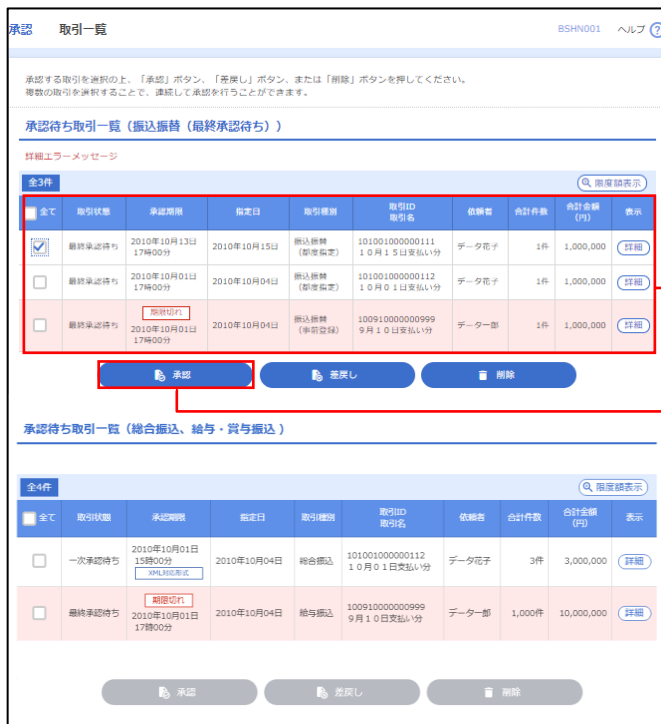 承認 取引一覧 BSHN001 ヘルプ ?
承認する取引を選択の上、「承認」ボタン、「差戻し」ボタン、または「削除」ボタンを押してください。
複数の取引を選択することで、連続して承認を行うことができます。
承認待ち取引一覧（振込振替（最終承認待ち））
詳細エラーメッセージ
全3件 限度額表示
全て 取引状態 承認期限 指定日 取引種別 取引ID 依頼者 合計件数 合計金額 表示
取引名 (円)
最終承認待ち 2010年10月13日 2010年10月15日 振込振替 101001000000111 データ花子 1件 1,000,000 詳細
17時00分 (都度指定) １０月１５日支払い分
最終承認待ち 2010年10月01日 2010年10月04日 振込振替 101001000000112 データ花子 1件 1,000,000 詳細
17時00分 (都度指定) １０月０１日支払い分
期限切れ
最終承認待ち 2010年10月01日 2010年10月04日 振込振替 100910000000999 データ一郎 1件 1,000,000 詳細
17時00分 (事前登録) ９月１０日支払い分
承認 差戻し 削除
承認待ち取引一覧（総合振込、給与・賞与振込 ）
全4件 限度額表示
全て 取引状態 承認期限 指定日 取引種別 取引ID 依頼者 合計件数 合計金額 表示
取引名 (円)
一次承認待ち 2010年10月01日 2010年10月04日 総合振込 101001000000112 データ花子 3件 3,000,000 詳細
15時00分 １０月０１日支払い分
XML対応形式
期限切れ
最終承認待ち 2010年10月01日 2010年10月04日 給与振込 100910000000999 データ一郎 1,000件 10,000,000 詳細
17時00分 ９月１０日支払い分
承認 差戻し 削除